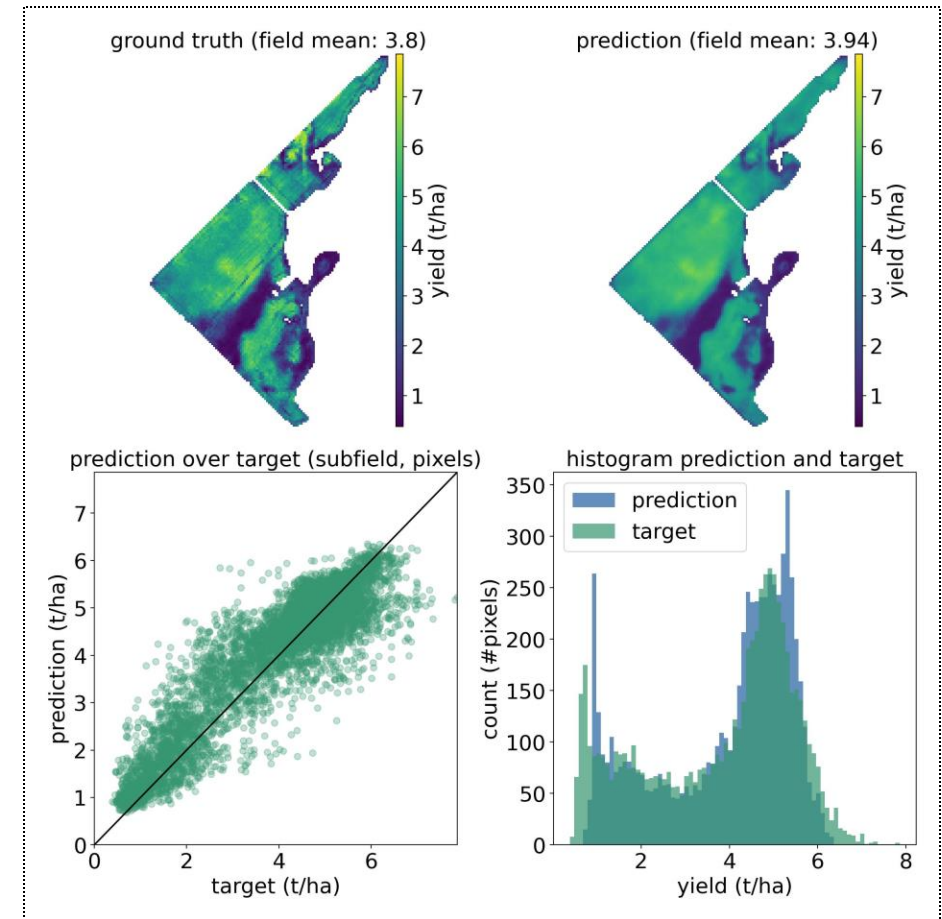 ground truth (field mean: 3.8)
7
6
5
4
3
2
1
yield (t/ha)
prediction (field mean: 3.94)
7
6
5
4
3
2
1
yield (t/ha)
prediction over target (subfield, pixels)
7
6
5
4
3
2
1
0
prediction (t/ha)
0 2 4 6
target (t/ha)
histogram prediction and target
prediction
target
350
300
250
200
150
100
50
0
count (#pixels)
2 4 6 8
yield (t/ha)